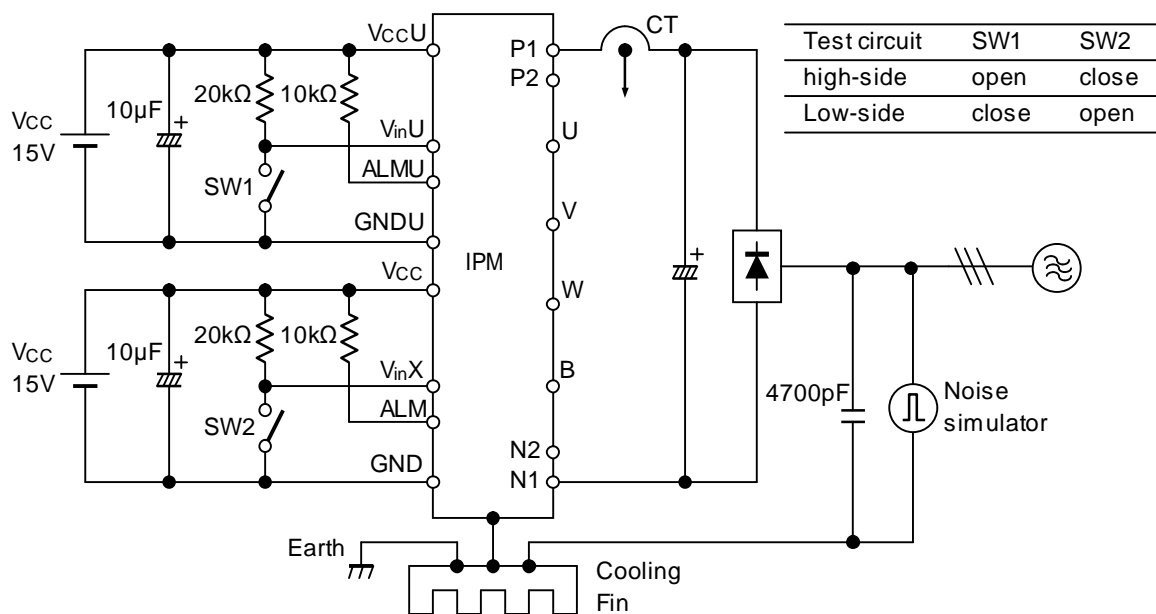 VCCU
20kΩ
10kΩ
10µF
+
VCC
15V
VinU
ALMU
SW1
GNDU
VCC
20kΩ
10kΩ
10µF
+
VCC
15V
VinX
ALM
SW2
GND
IPM
P1
P2
U
V
W
B
N2
N1
CT
+
Test circuit SW1 SW2
high-side open close
Low-side close open
4700pF
Noise
simulator
Earth
Cooling
Fin